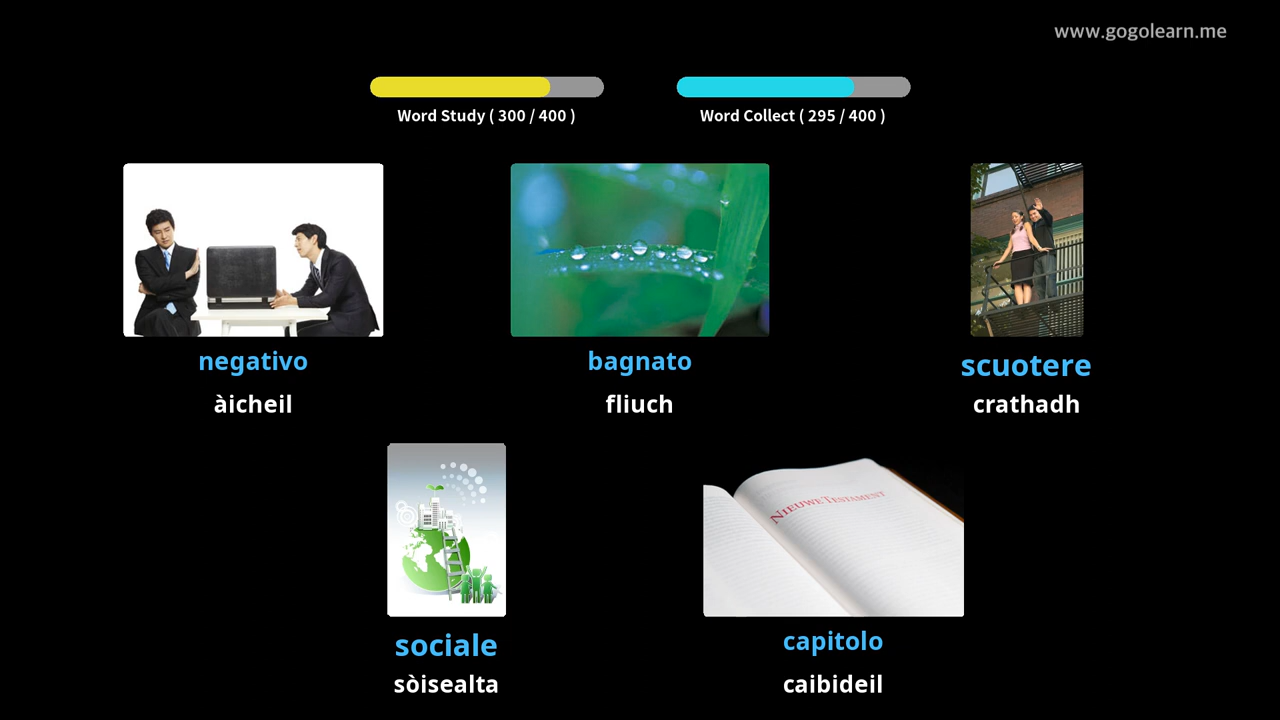 www.gogolearn.me
Word Study ( 300 / 400 )
Word Collect ( 295 / 400 )
negativo
àicheil
bagnato
fliuch
scuotere
crathadh
NIEUWE TESTAMENT
sociale
sòisealta
capitolo
caibideil